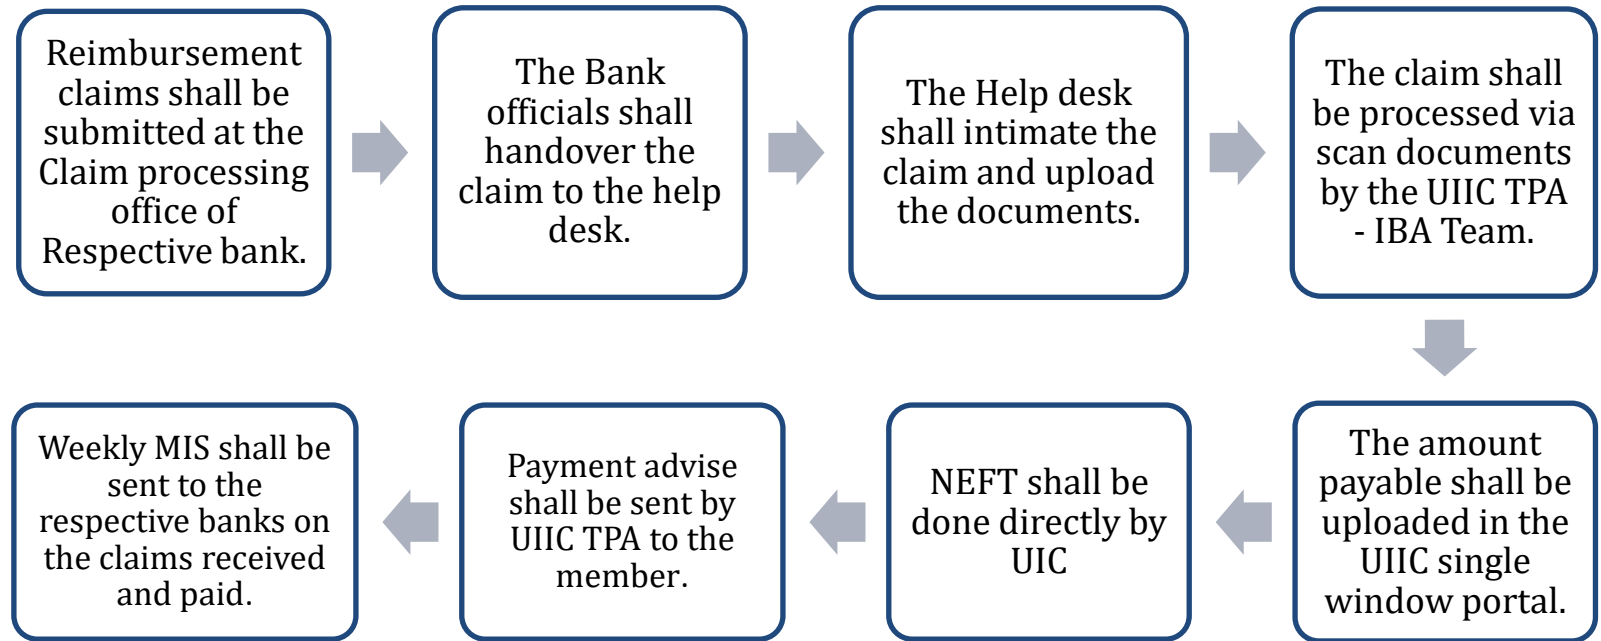 Reimbursement
claims shall be
submitted at the
Claim processing
office of
Respective bank.
The Bank
officials shall
handover the
claim to the help
desk.
The Help desk
shall intimate the
claim and upload
the documents.
The claim shall
be processed via
scan documents
by the UIIC TPA
- IBA Team.
The amount
payable shall be
uploaded in the
UIIC single
window portal.
NEFT shall be
done directly by
UIC
Payment advise
shall be sent by
UIIC TPA to the
member.
Weekly MIS shall be
sent to the
respective banks on
the claims received
and paid.